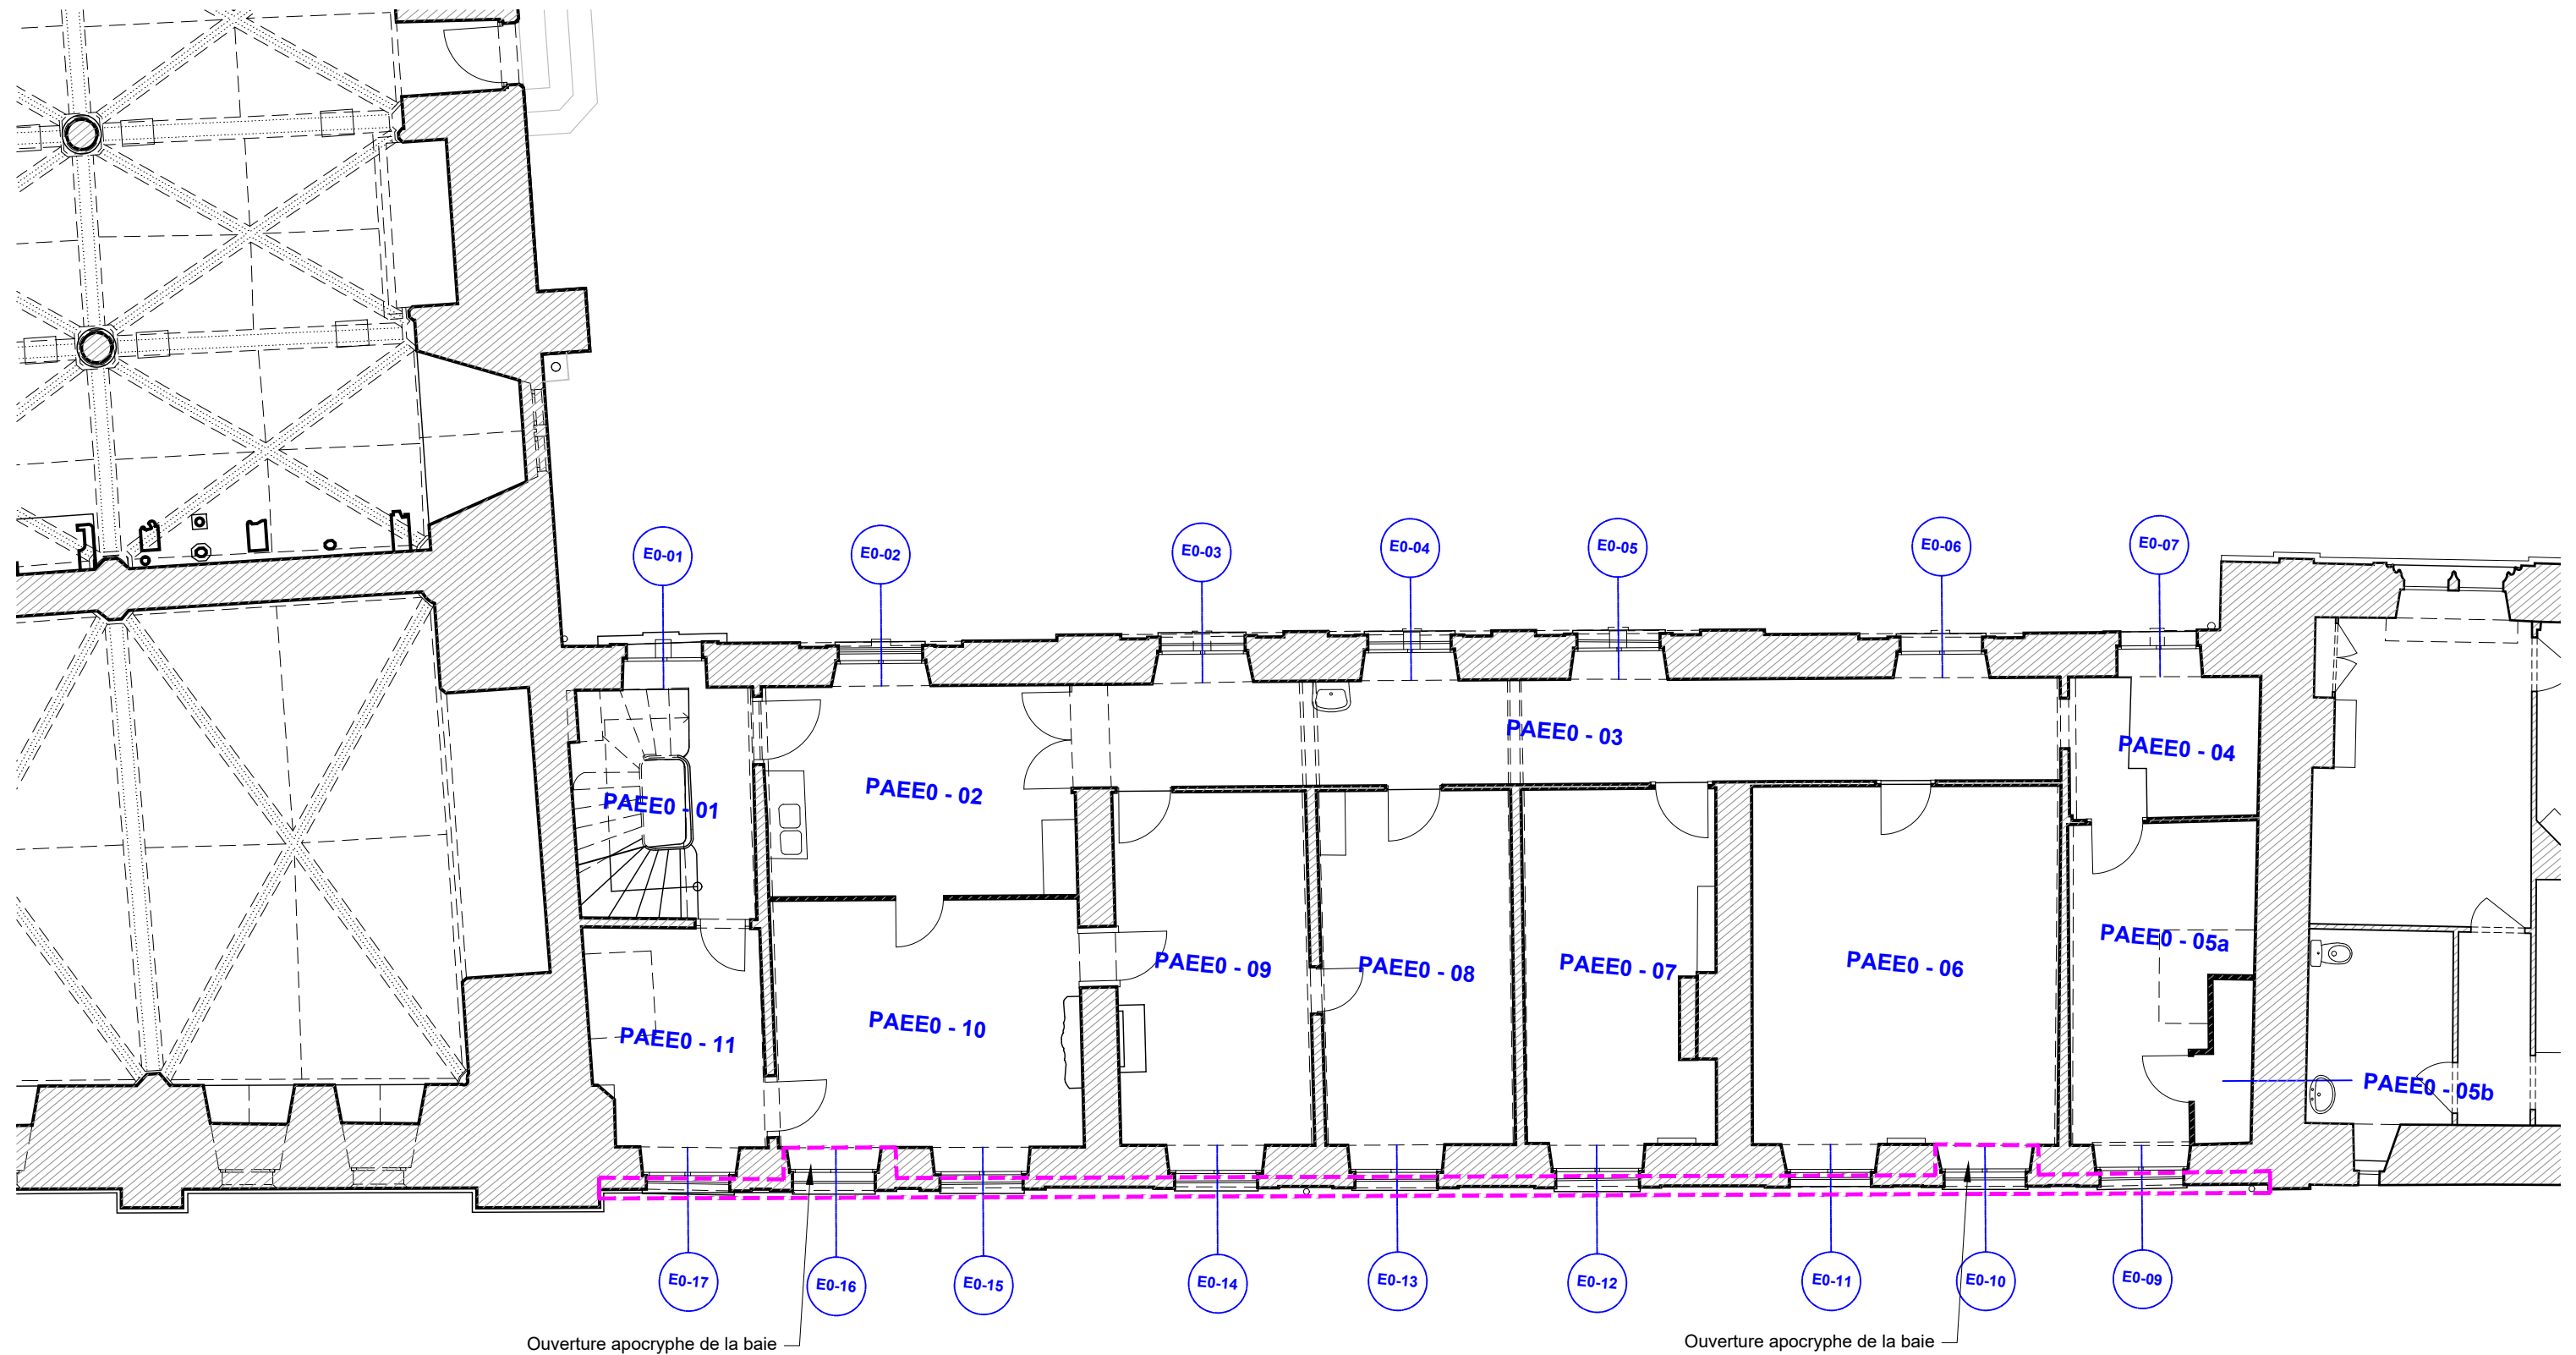 E0-01
E0-02
E0-03
E0-04
E0-05
E0-06
E0-07
PAEE0 - 03
PAEE0 - 04
PAEE0 - 02
PAEE0 - 01
PAEE0 - 05a
PAEE0 - 09
PAEE0 - 08
PAEE0 - 07
PAEE0 - 06
PAEE0 - 10
PAEE0 - 11
PAEE0 - 05b
E0-17
E0-16
E0-15
E0-14
E0-13
E0-12
E0-11
E0-10
E0-09
Ouverture apocryphe de la baie
Ouverture apocryphe de la baie